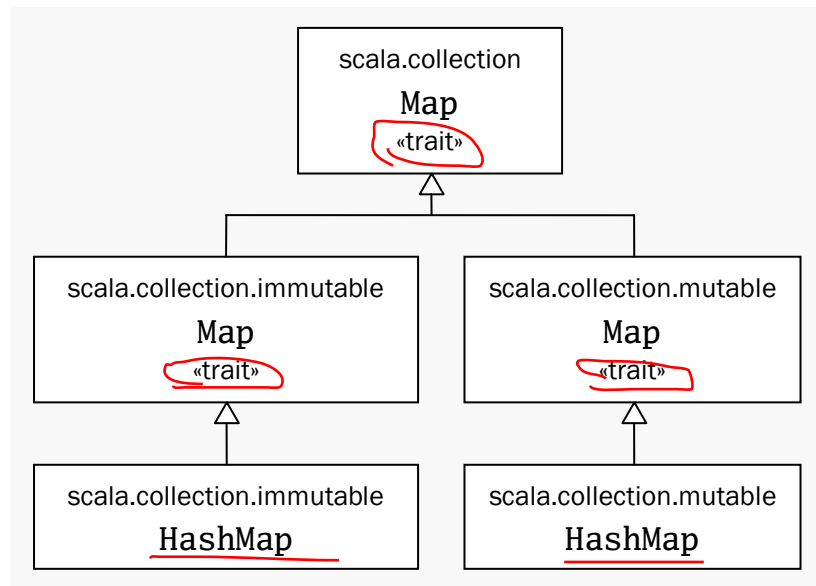 scala.collection
Map
«trait»
scala.collection.immutable
Map
«trait»
scala.collection.mutable
Map
«trait»
scala.collection.immutable
HashMap
scala.collection.mutable
HashMap